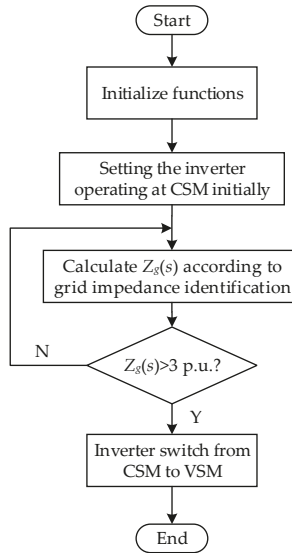 Start
Initialize functions
Setting the inverter
operating at CSM initially
Calculate Zg(s) according to
grid impedance identification
N
Zg(s)>3 p.u.?
Y
Inverter switch from
CSM to VSM
End